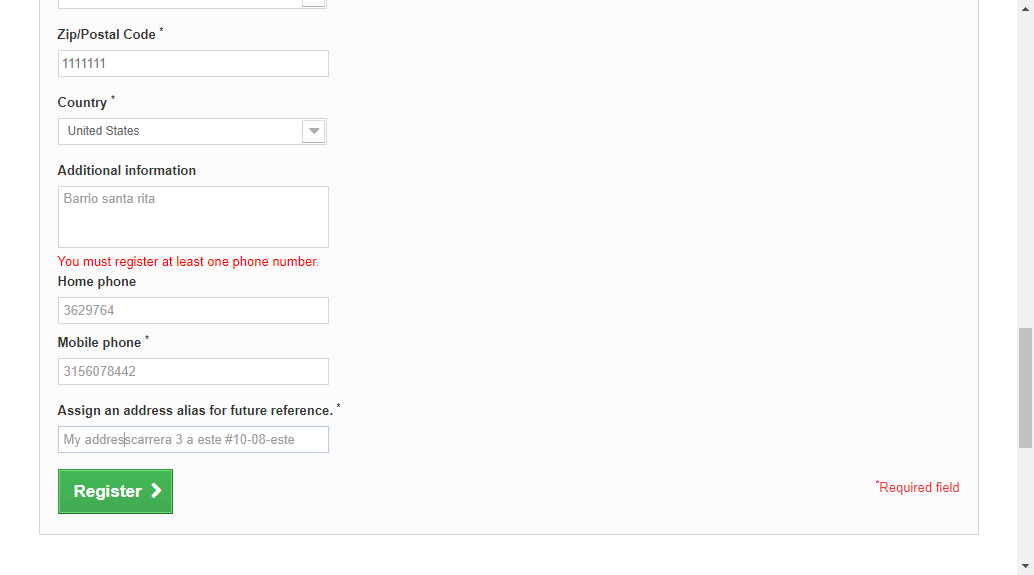 Zip/Postal Code *
1111111
Country *
United States
Additional information
Barrio santa rita
You must register at least one phone number.
Home phone
3629764
Mobile phone *
3156078442
Assign an address alias for future reference. *
My addresscarrera 3 a este #10-08-este
Register
*Required field